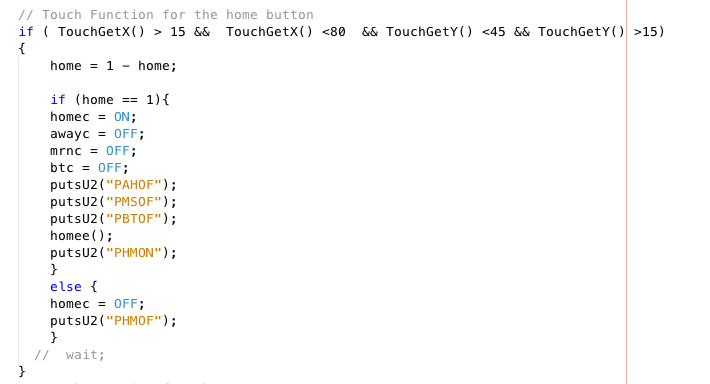 // Touch Function for the home button
if ( TouchGetX() > 15 &&  TouchGetX() <80  && TouchGetY() <45 && TouchGetY() >15)
{
home = 1 - home;
if (home == 1){
homec = ON;
awayc = OFF;
mrnc = OFF;
btc = OFF;
putsU2("PAHOF");
putsU2("PMSOF");
putsU2("PBTOF");
homee();
putsU2("PHMON");
}
else {
homec = OFF;
putsU2("PHMOF");
}
//  wait;
}